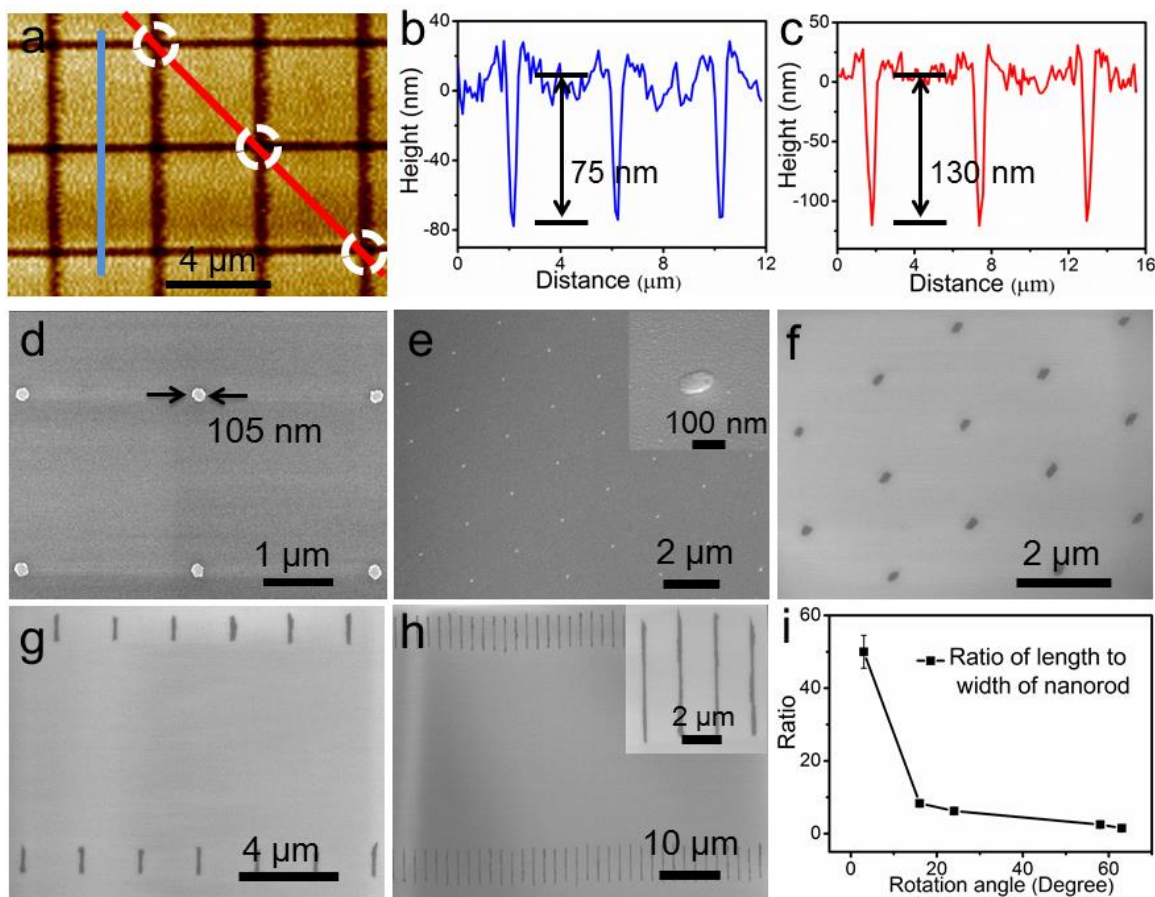 a
4 μm
b
Height (nm)
0
-40
-80
75 nm
0
4
8
12
Distance (μm)
c
Height (nm)
50
0
-50
-100
130 nm
0
4
8
12
16
Distance (μm)
d
105 nm
1 μm
e
100 nm
2 μm
f
2 μm
g
4 μm
h
2 μm
10 μm
i
Ratio
60
40
20
0
Ratio of length to
width of nanorod
0
20
40
60
Rotation angle (Degree)